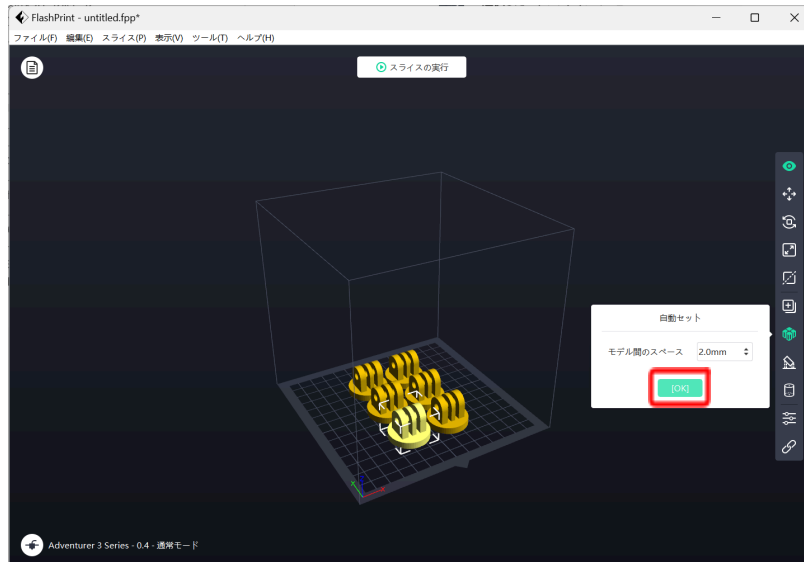 FlashPrint - untitled.fpp*
ファイル(F) 編集(E) スライス(P) 表示(V) ツール(T) ヘルプ(H)
スライスの実行
自動セット
モデル間のスペース 2.0mm
[OK]
Adventurer 3 Series - 0.4 - 通常モード